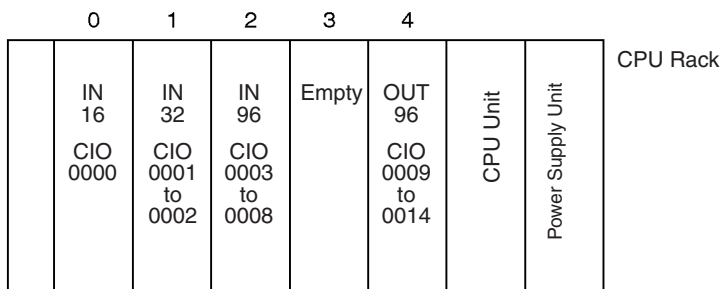 0 1 2 3 4
CPU Rack
IN
16
CIO
0000
IN
32
CIO
0001
to
0002
IN
96
CIO
0003
to
0008
Empty
OUT
96
CIO
0009
to
0014
CPU Unit
Power Supply Unit